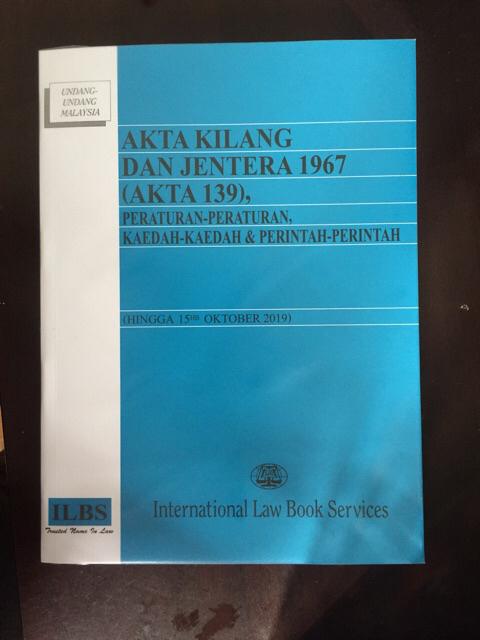 UNDANG-
UNDANG
MALAYSIA
AKTA KILANG
DAN JENTERA 1967
(AKTA 139),
PERATURAN-PERATURAN,
KAEDAH-KAEDAH & PERINTAH-PERINTAH
(HINGGA 15HB OKTOBER 2019)
International Law Book Services
ILBS
Trusted Name In Law